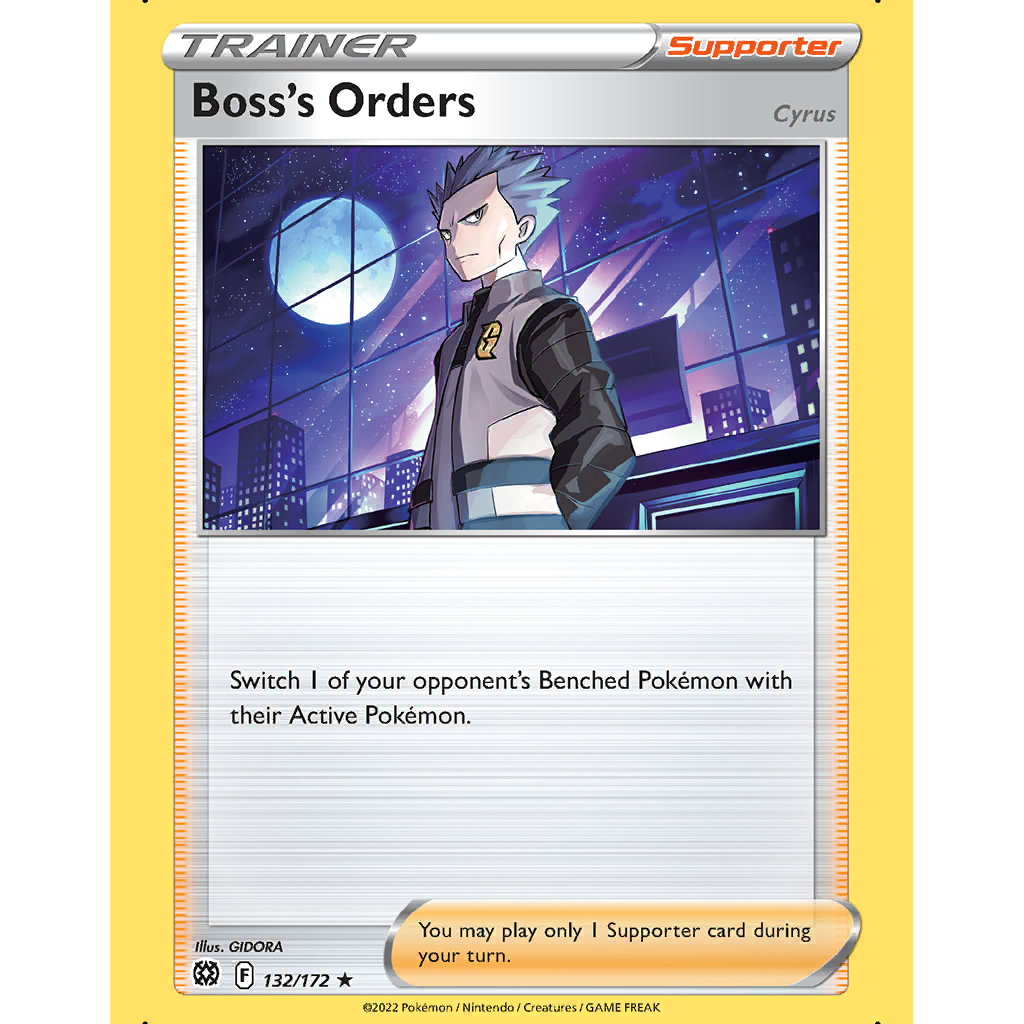 TRAINER
Supporter
Boss's Orders
Cyrus
Switch 1 of your opponent's Benched Pokémon with
their Active Pokémon.
You may play only 1 Supporter card during
your turn.
Illus. GIDORA
F 132/172 ★
©2022 Pokémon / Nintendo / Creatures / GAME FREAK